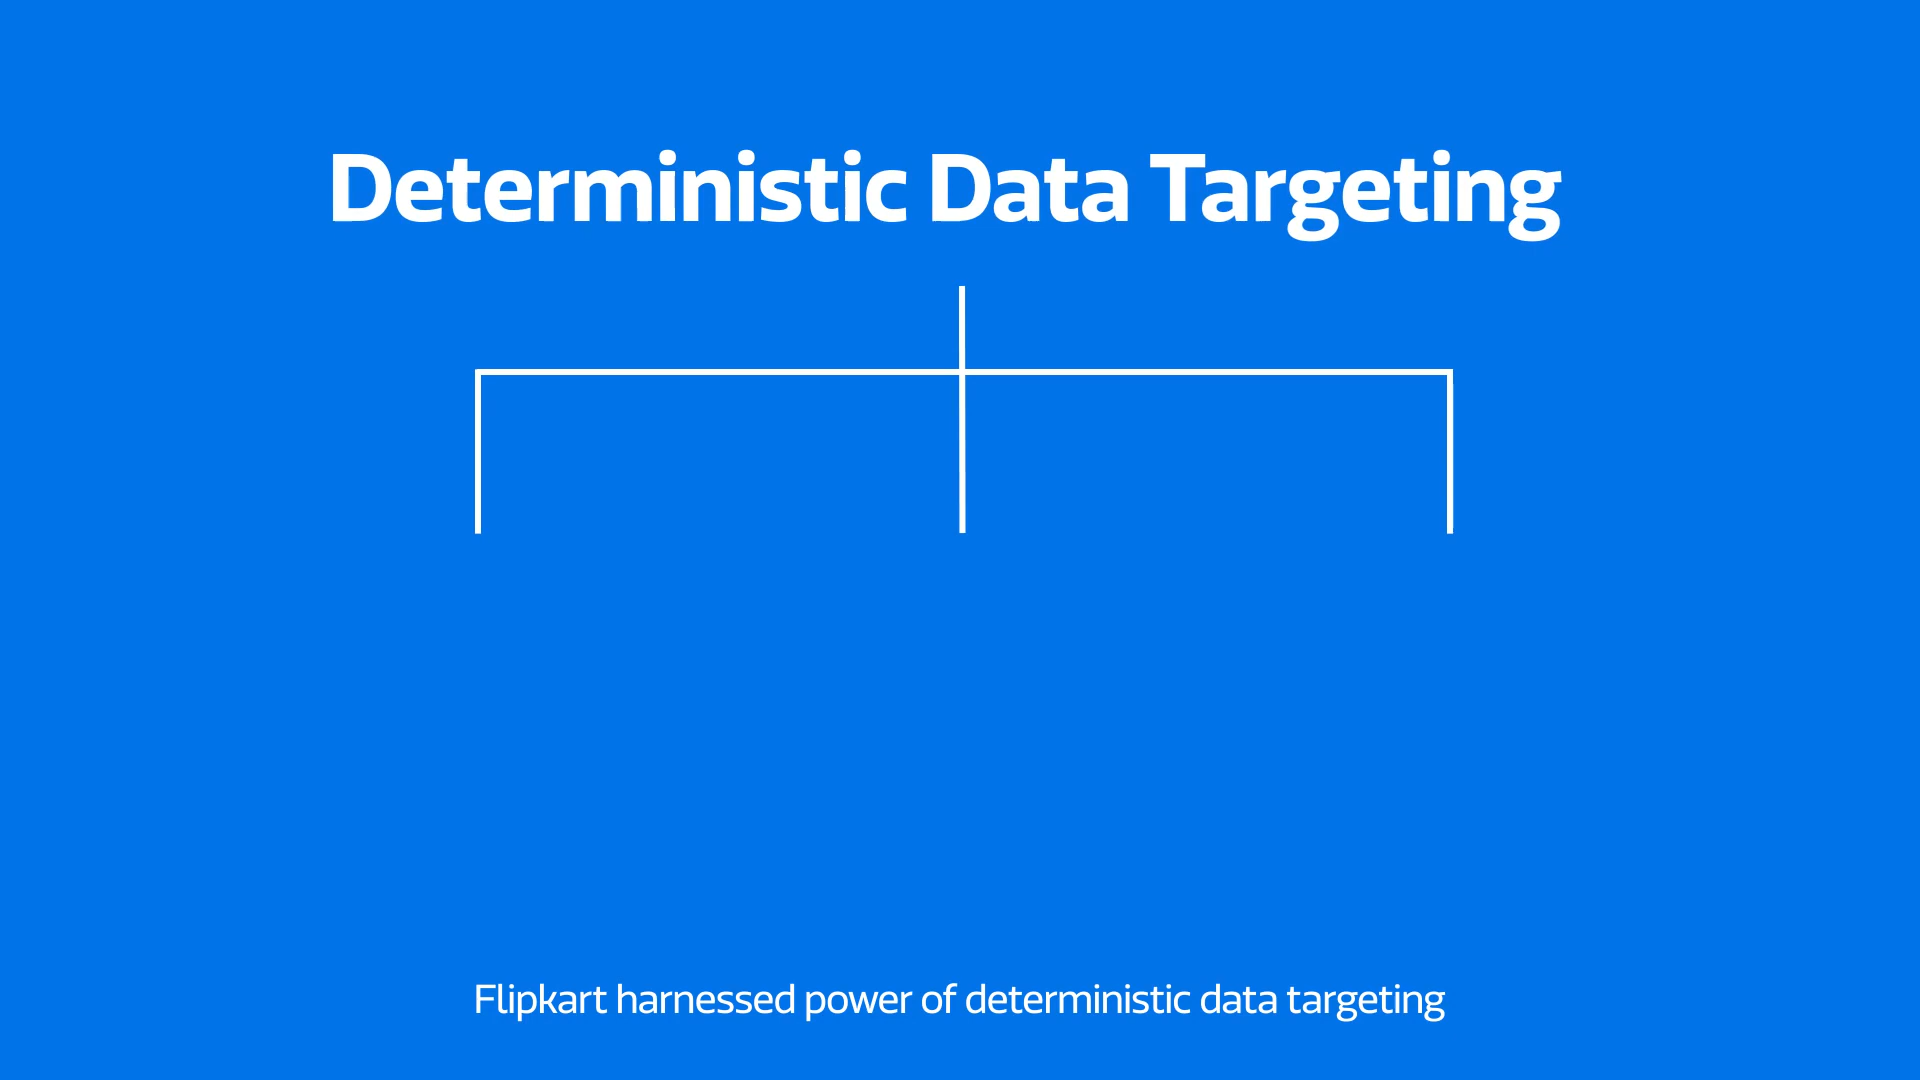 Deterministic Data Targeting
Flipkart harnessed power of deterministic data targeting